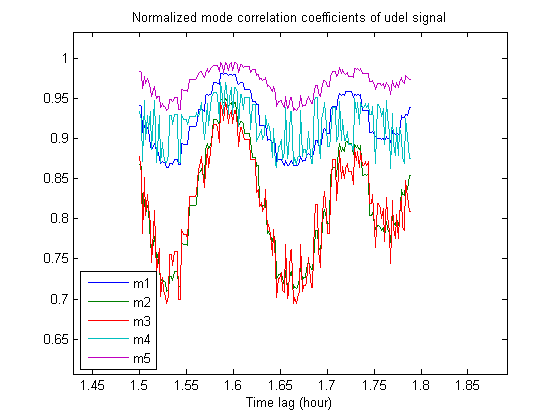 Normalized mode correlation coefficients of udel signal
1
0.95
0.9
0.85
0.8
0.75
0.7
0.65
m1
m2
m3
m4
m5
1.45 1.5 1.55 1.6 1.65 1.7 1.75 1.8 1.85
Time lag (hour)